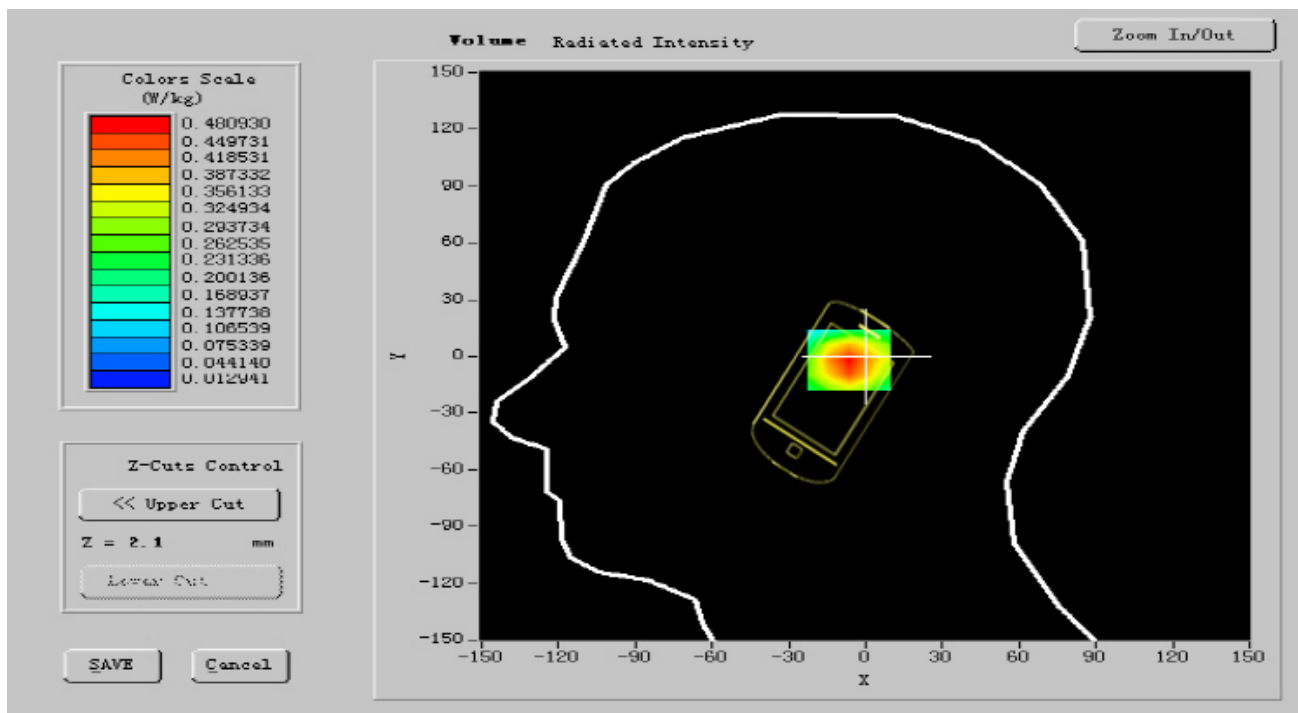 Volume Radiated Intensity
Zoom In/Out
Colors Scale
(W/kg)
0.480930
0.449731
0.418531
0.387332
0.356133
0.324934
0.293734
0.262535
0.231336
0.200136
0.168937
0.137738
0.106539
0.075339
0.044140
0.012941
Z-Cuts Control
<< Upper Cut
Z = 2.1 mm
Lower Cut
SAVE
Cancel
150
120
90
60
30
0
-30
-60
-90
-120
-150
Y
-150 -120 -90 -60 -30 0 30 60 90 120 150
X